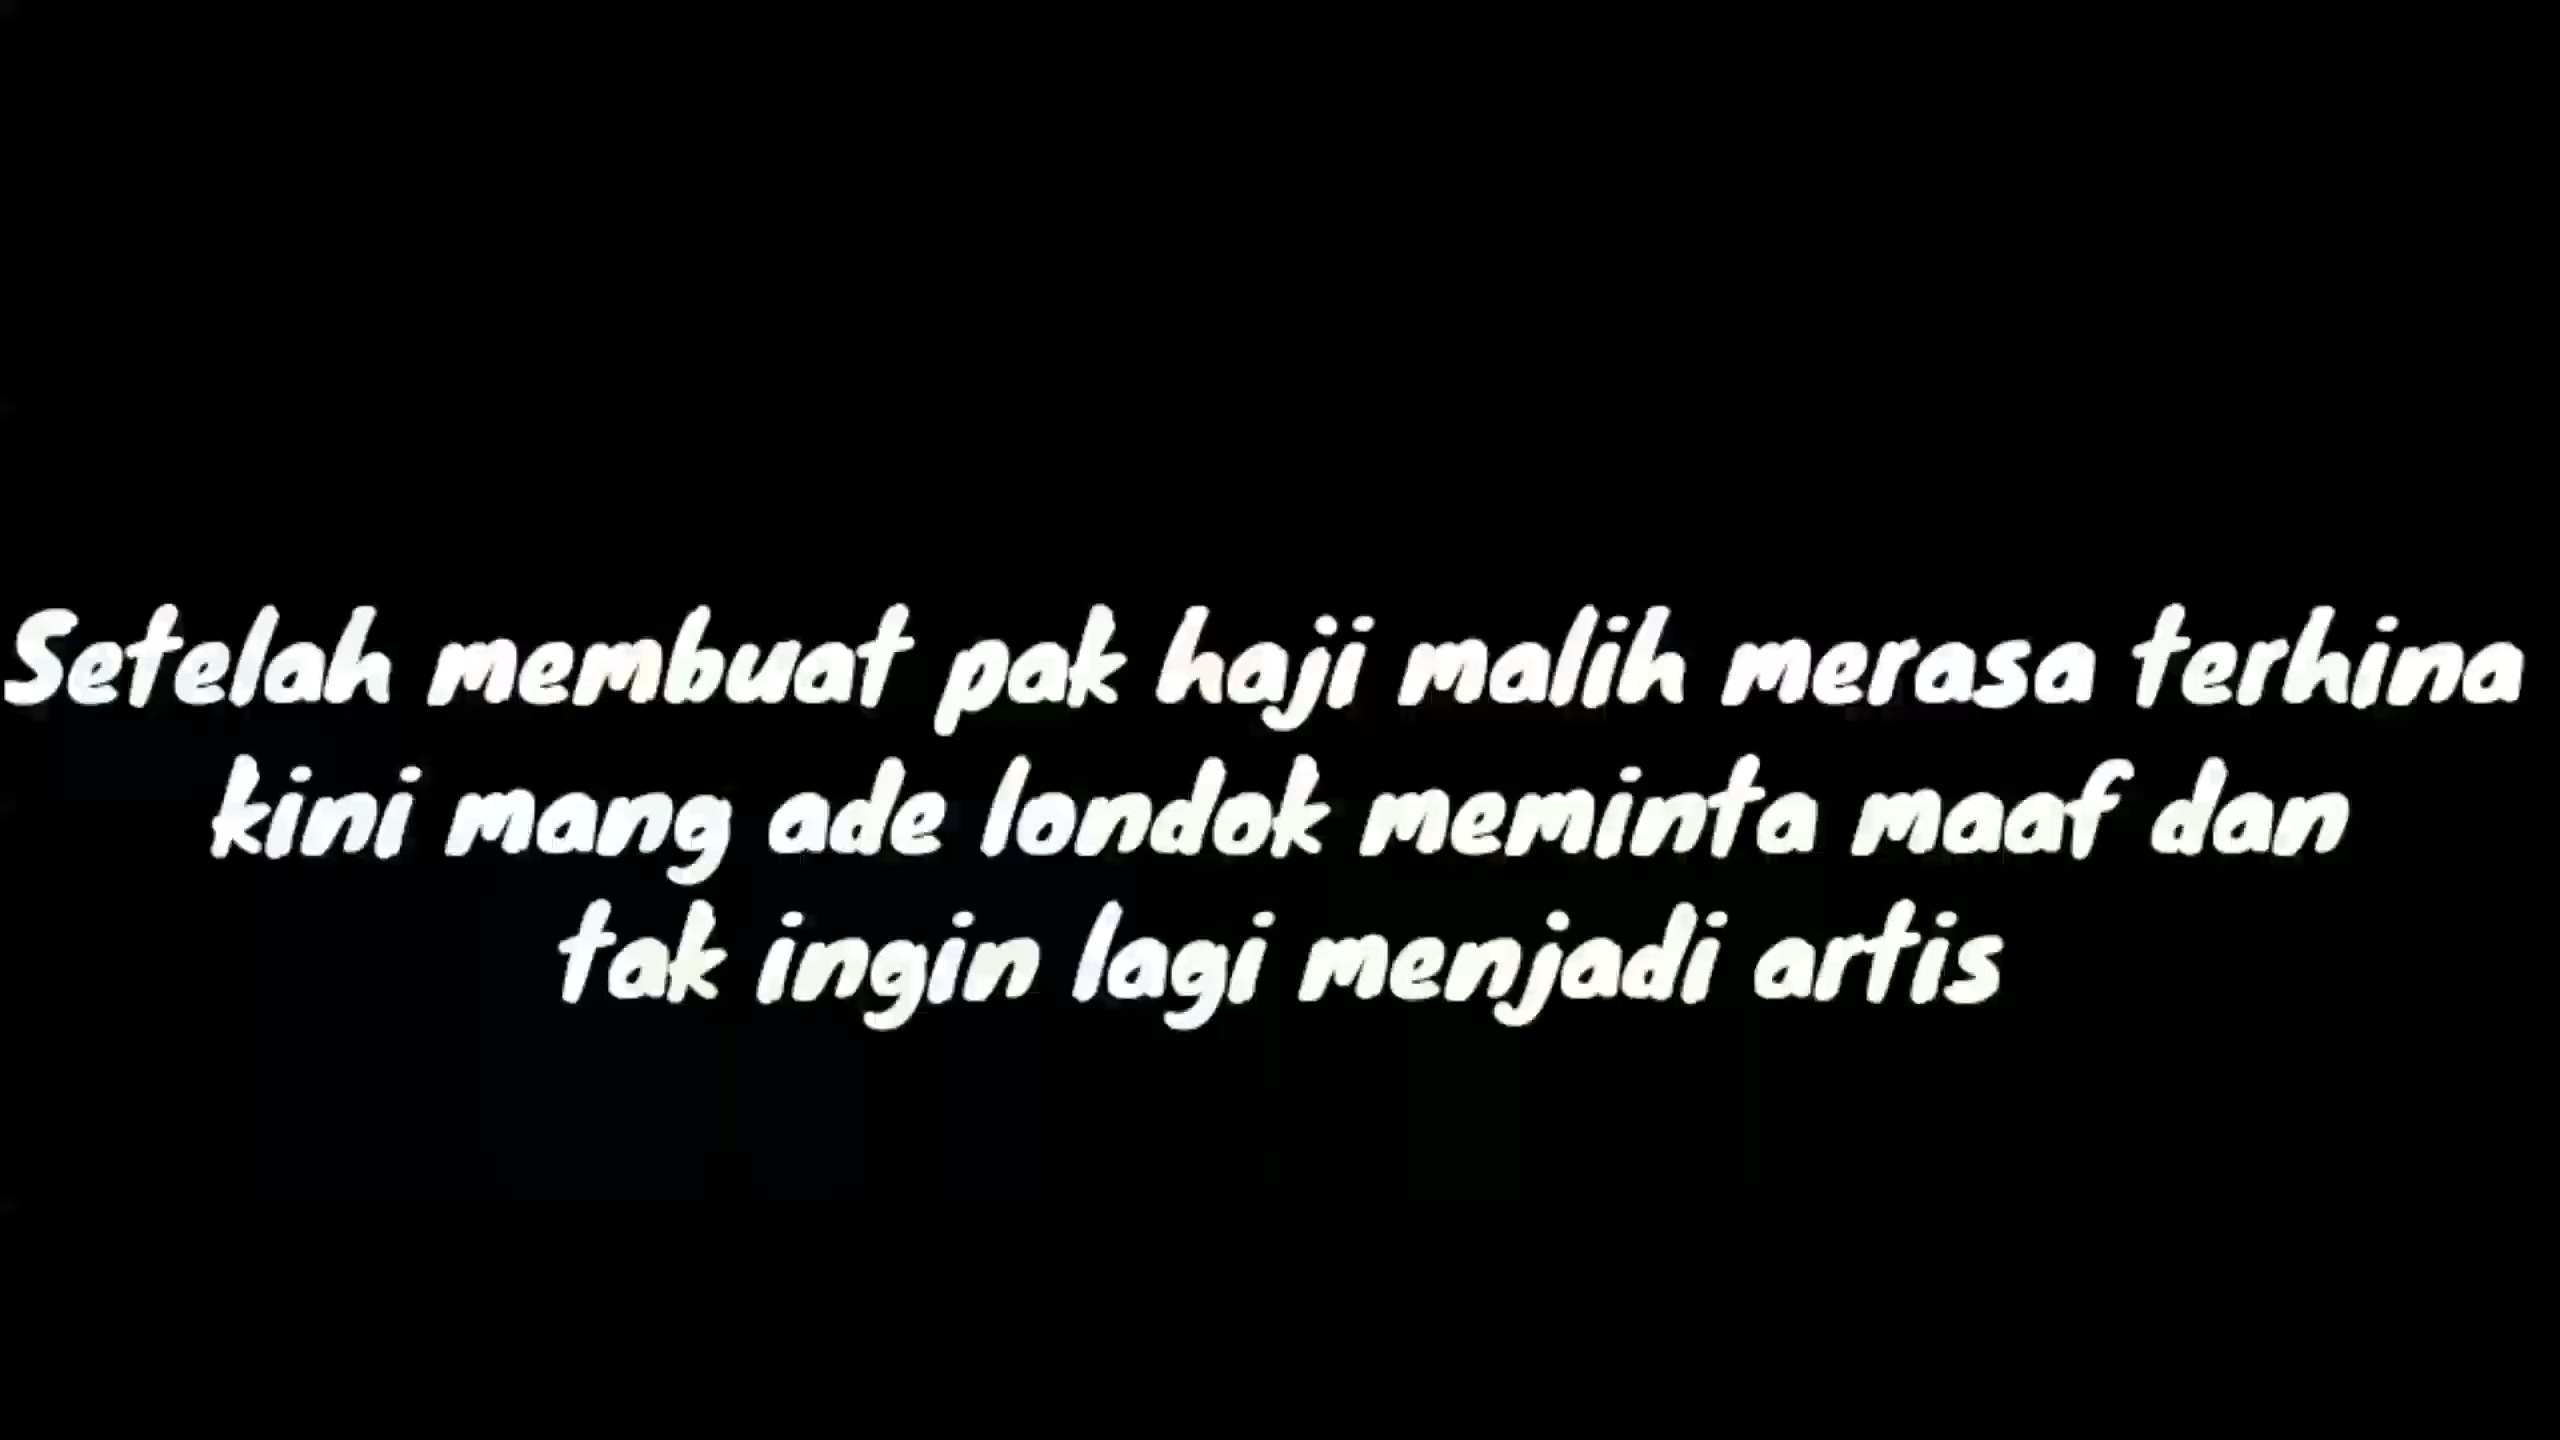 Setelah membuat pak haji malih merasa terhina
kini mang ade londok meminta maaf dan
tak ingin lagi menjadi artis